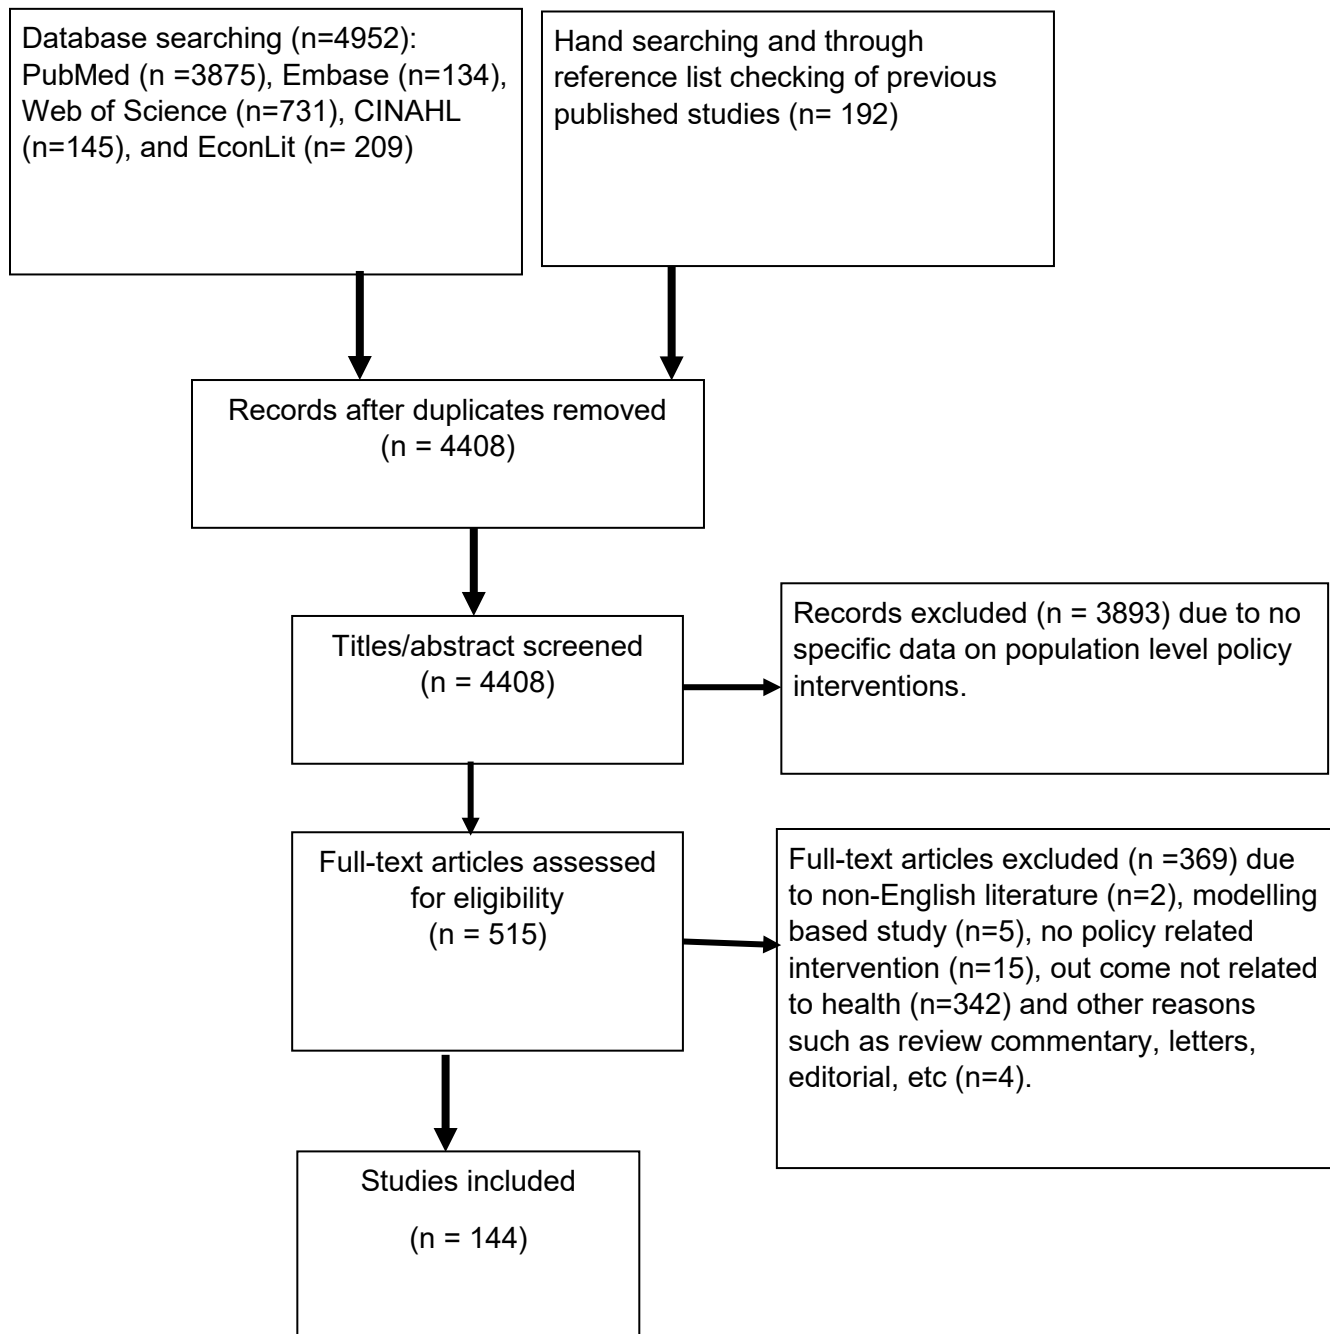 Database searching (n=4952):
PubMed (n =3875), Embase (n=134),
Web of Science (n=731), CINAHL
(n=145), and EconLit (n= 209)
Hand searching and through
reference list checking of previous
published studies (n= 192)
Records after duplicates removed
(n = 4408)
Titles/abstract screened
(n = 4408)
Records excluded (n = 3893) due to no
specific data on population level policy
interventions.
Full-text articles assessed
for eligibility
(n = 515)
Full-text articles excluded (n =369) due
to non-English literature (n=2), modelling
based study (n=5), no policy related
intervention (n=15), out come not related
to health (n=342) and other reasons
such as review commentary, letters,
editorial, etc (n=4).
Studies included
(n = 144)